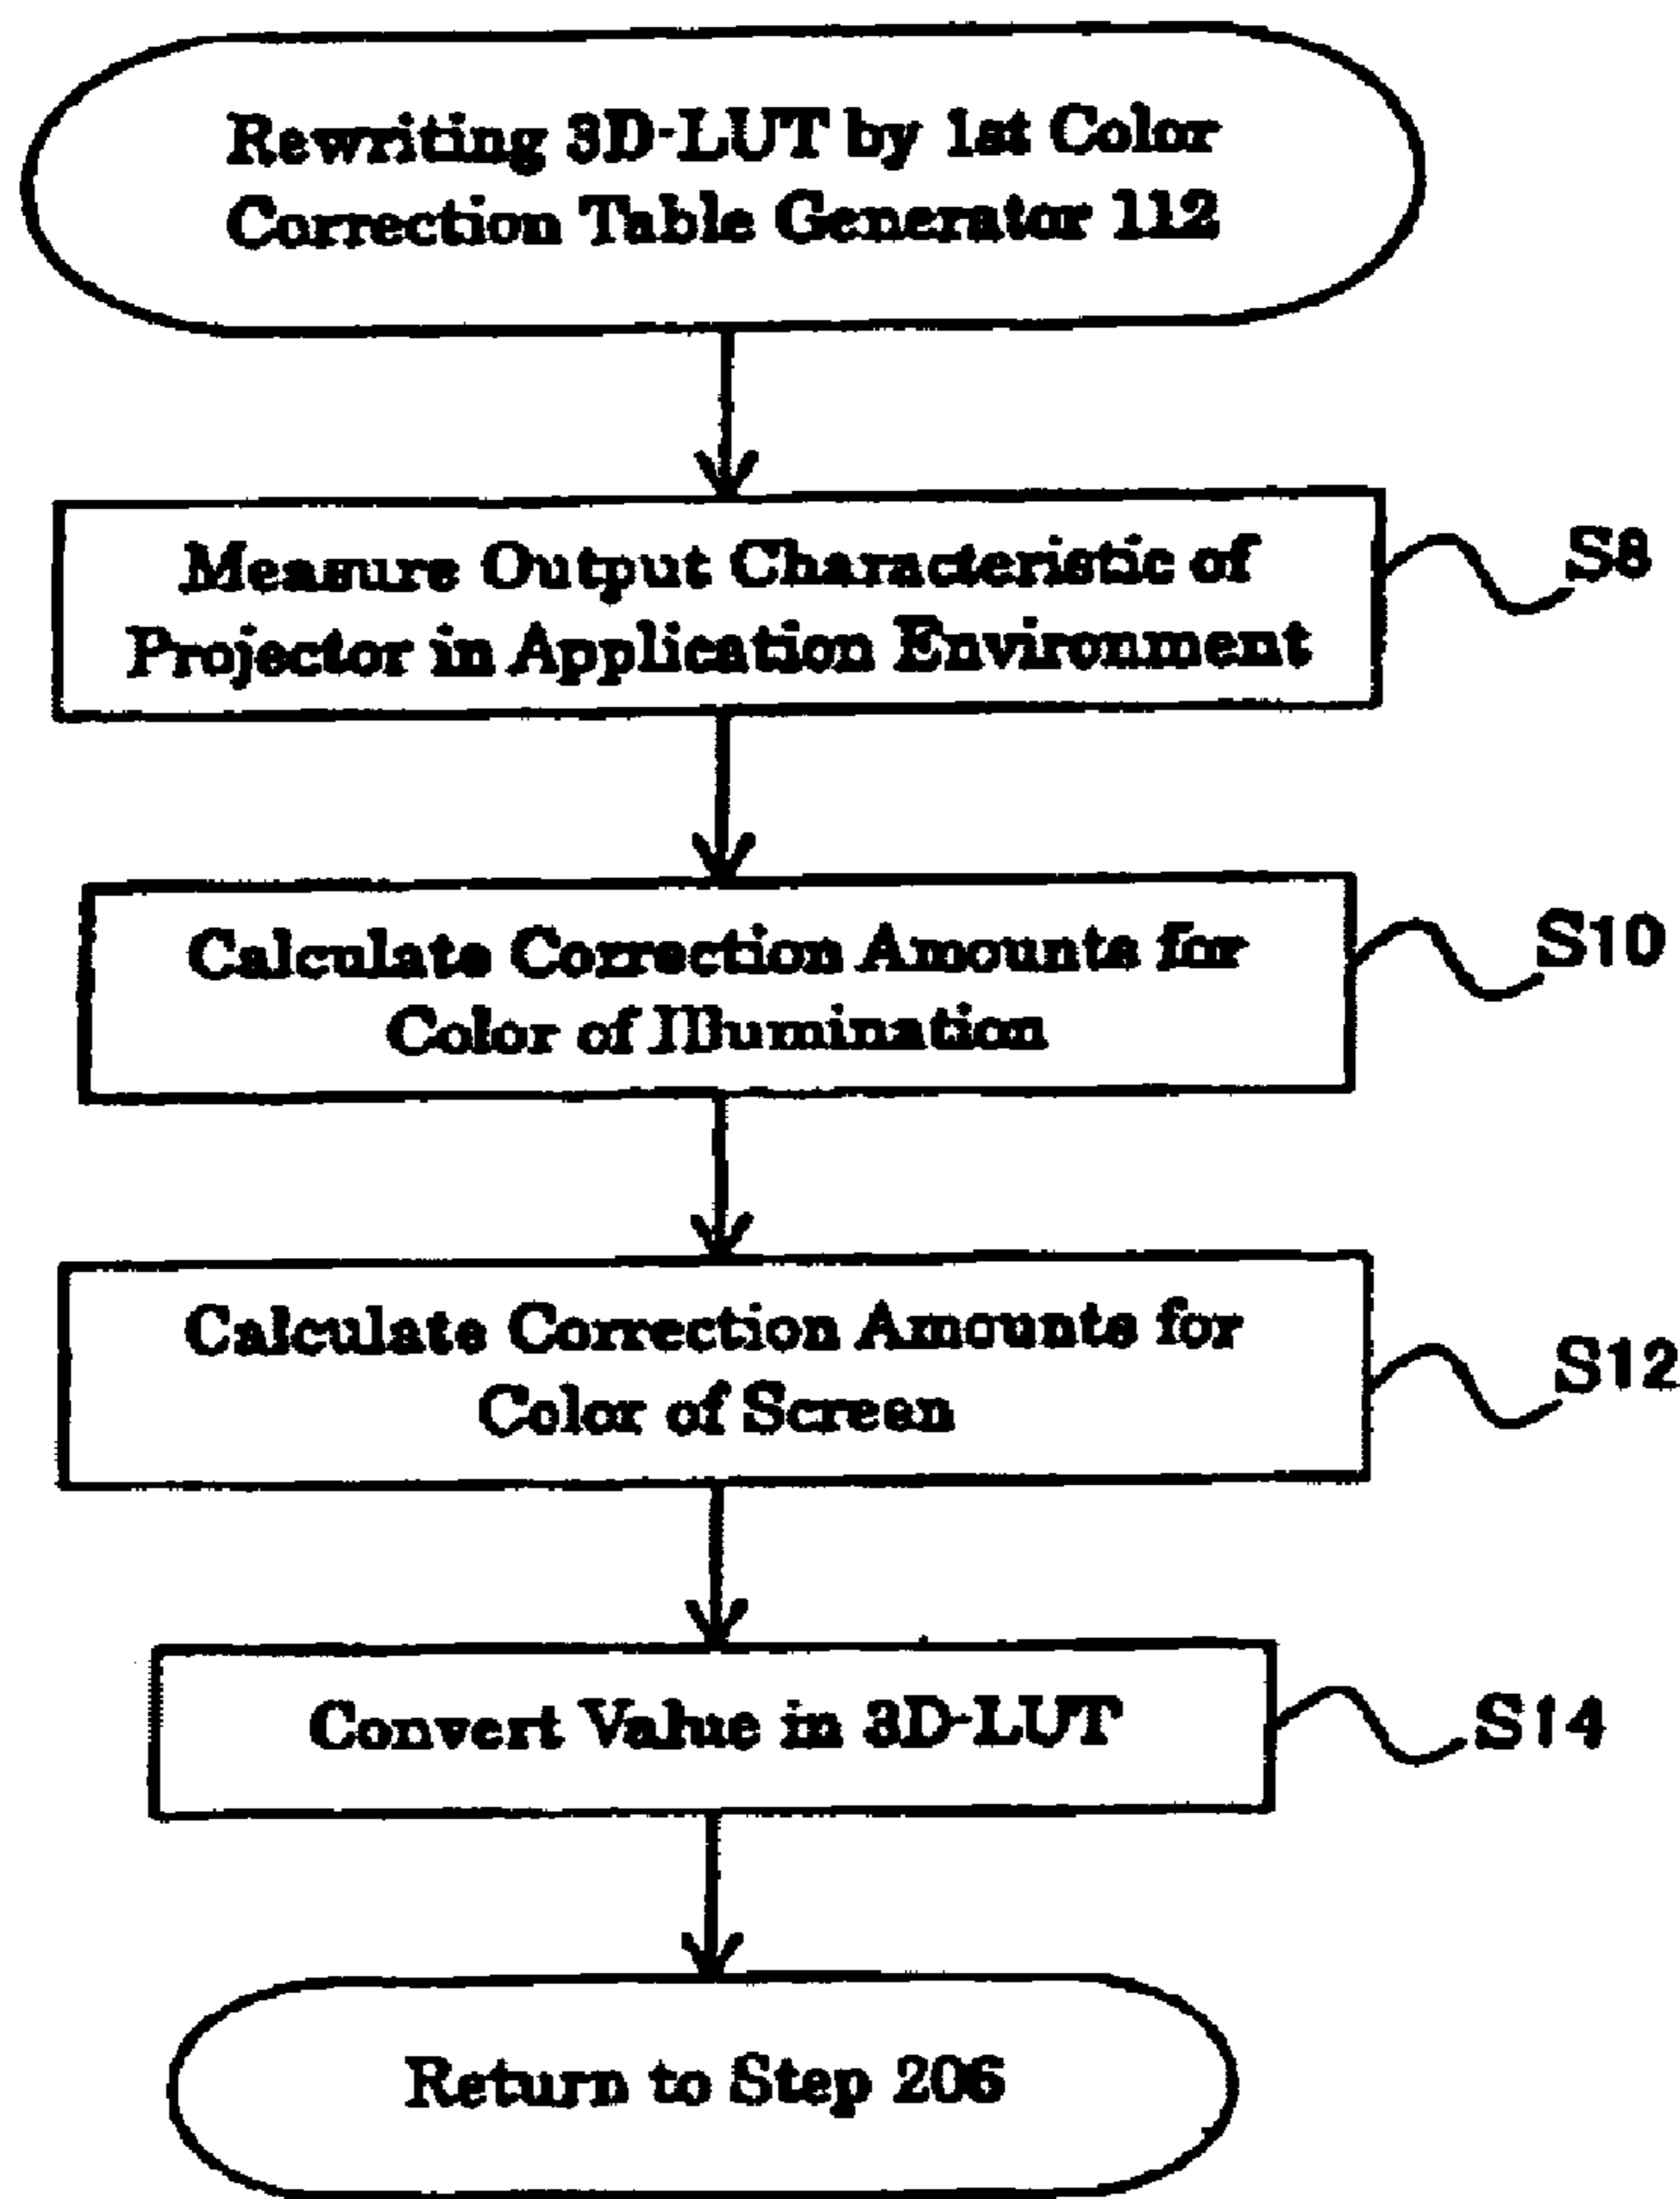 Rewriting 3D-LUT by 1st Color
Correction Table Generator 112
Measure Output Characteristic of
Projector in Application Environment
S8
Calculate Correction Amounts for
Color of Illumination
S10
Calculate Correction Amounts for
Color of Screen
S12
Convert Value in 3D-LUT
S14
Return to Step 206